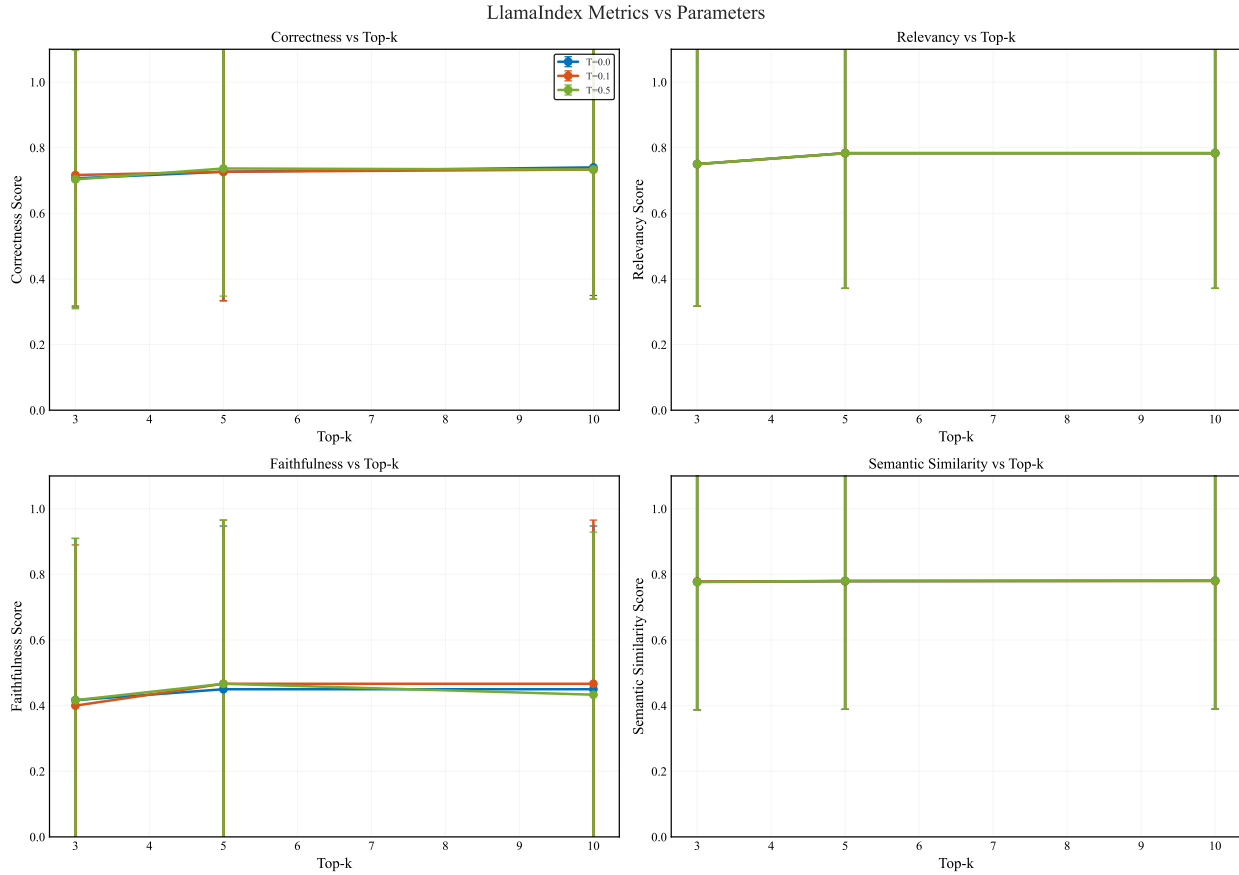 LlamaIndex Metrics vs Parameters
Correctness vs Top-k
T=0.0
T=0.1
T=0.5
Correctness Score
1.0
0.8
0.6
0.4
0.2
0.0
3 4 5 6 7 8 9 10
Top-k
Relevancy vs Top-k
Relevancy Score
1.0
0.8
0.6
0.4
0.2
0.0
3 4 5 6 7 8 9 10
Top-k
Faithfulness vs Top-k
Faithfulness Score
1.0
0.8
0.6
0.4
0.2
0.0
3 4 5 6 7 8 9 10
Top-k
Semantic Similarity vs Top-k
Semantic Similarity Score
1.0
0.8
0.6
0.4
0.2
0.0
3 4 5 6 7 8 9 10
Top-k